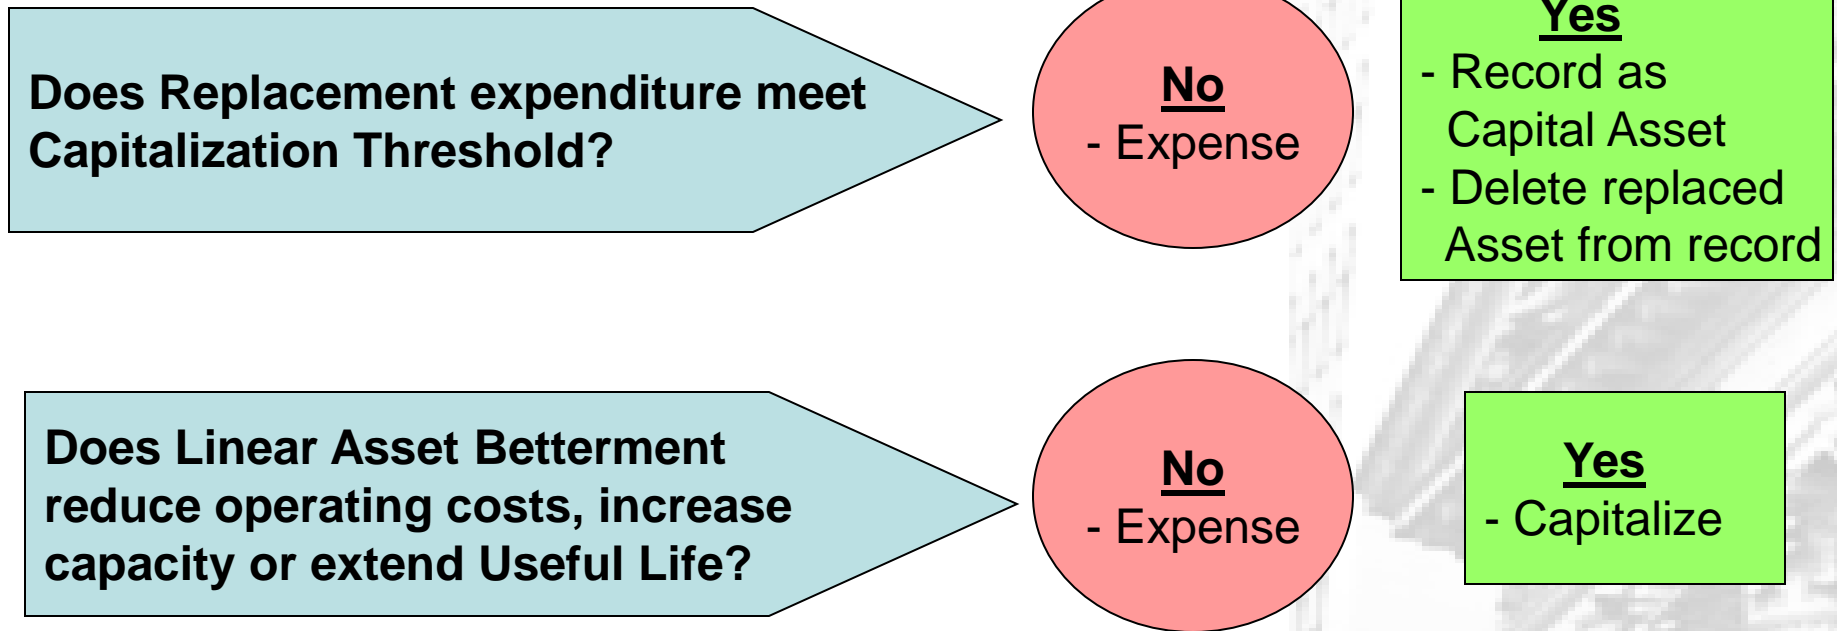 Does Replacement expenditure meet
Capitalization Threshold?
No
- Expense
Yes
- Record as
Capital Asset
- Delete replaced
Asset from record
Does Linear Asset Betterment
reduce operating costs, increase
capacity or extend Useful Life?
No
- Expense
Yes
- Capitalize